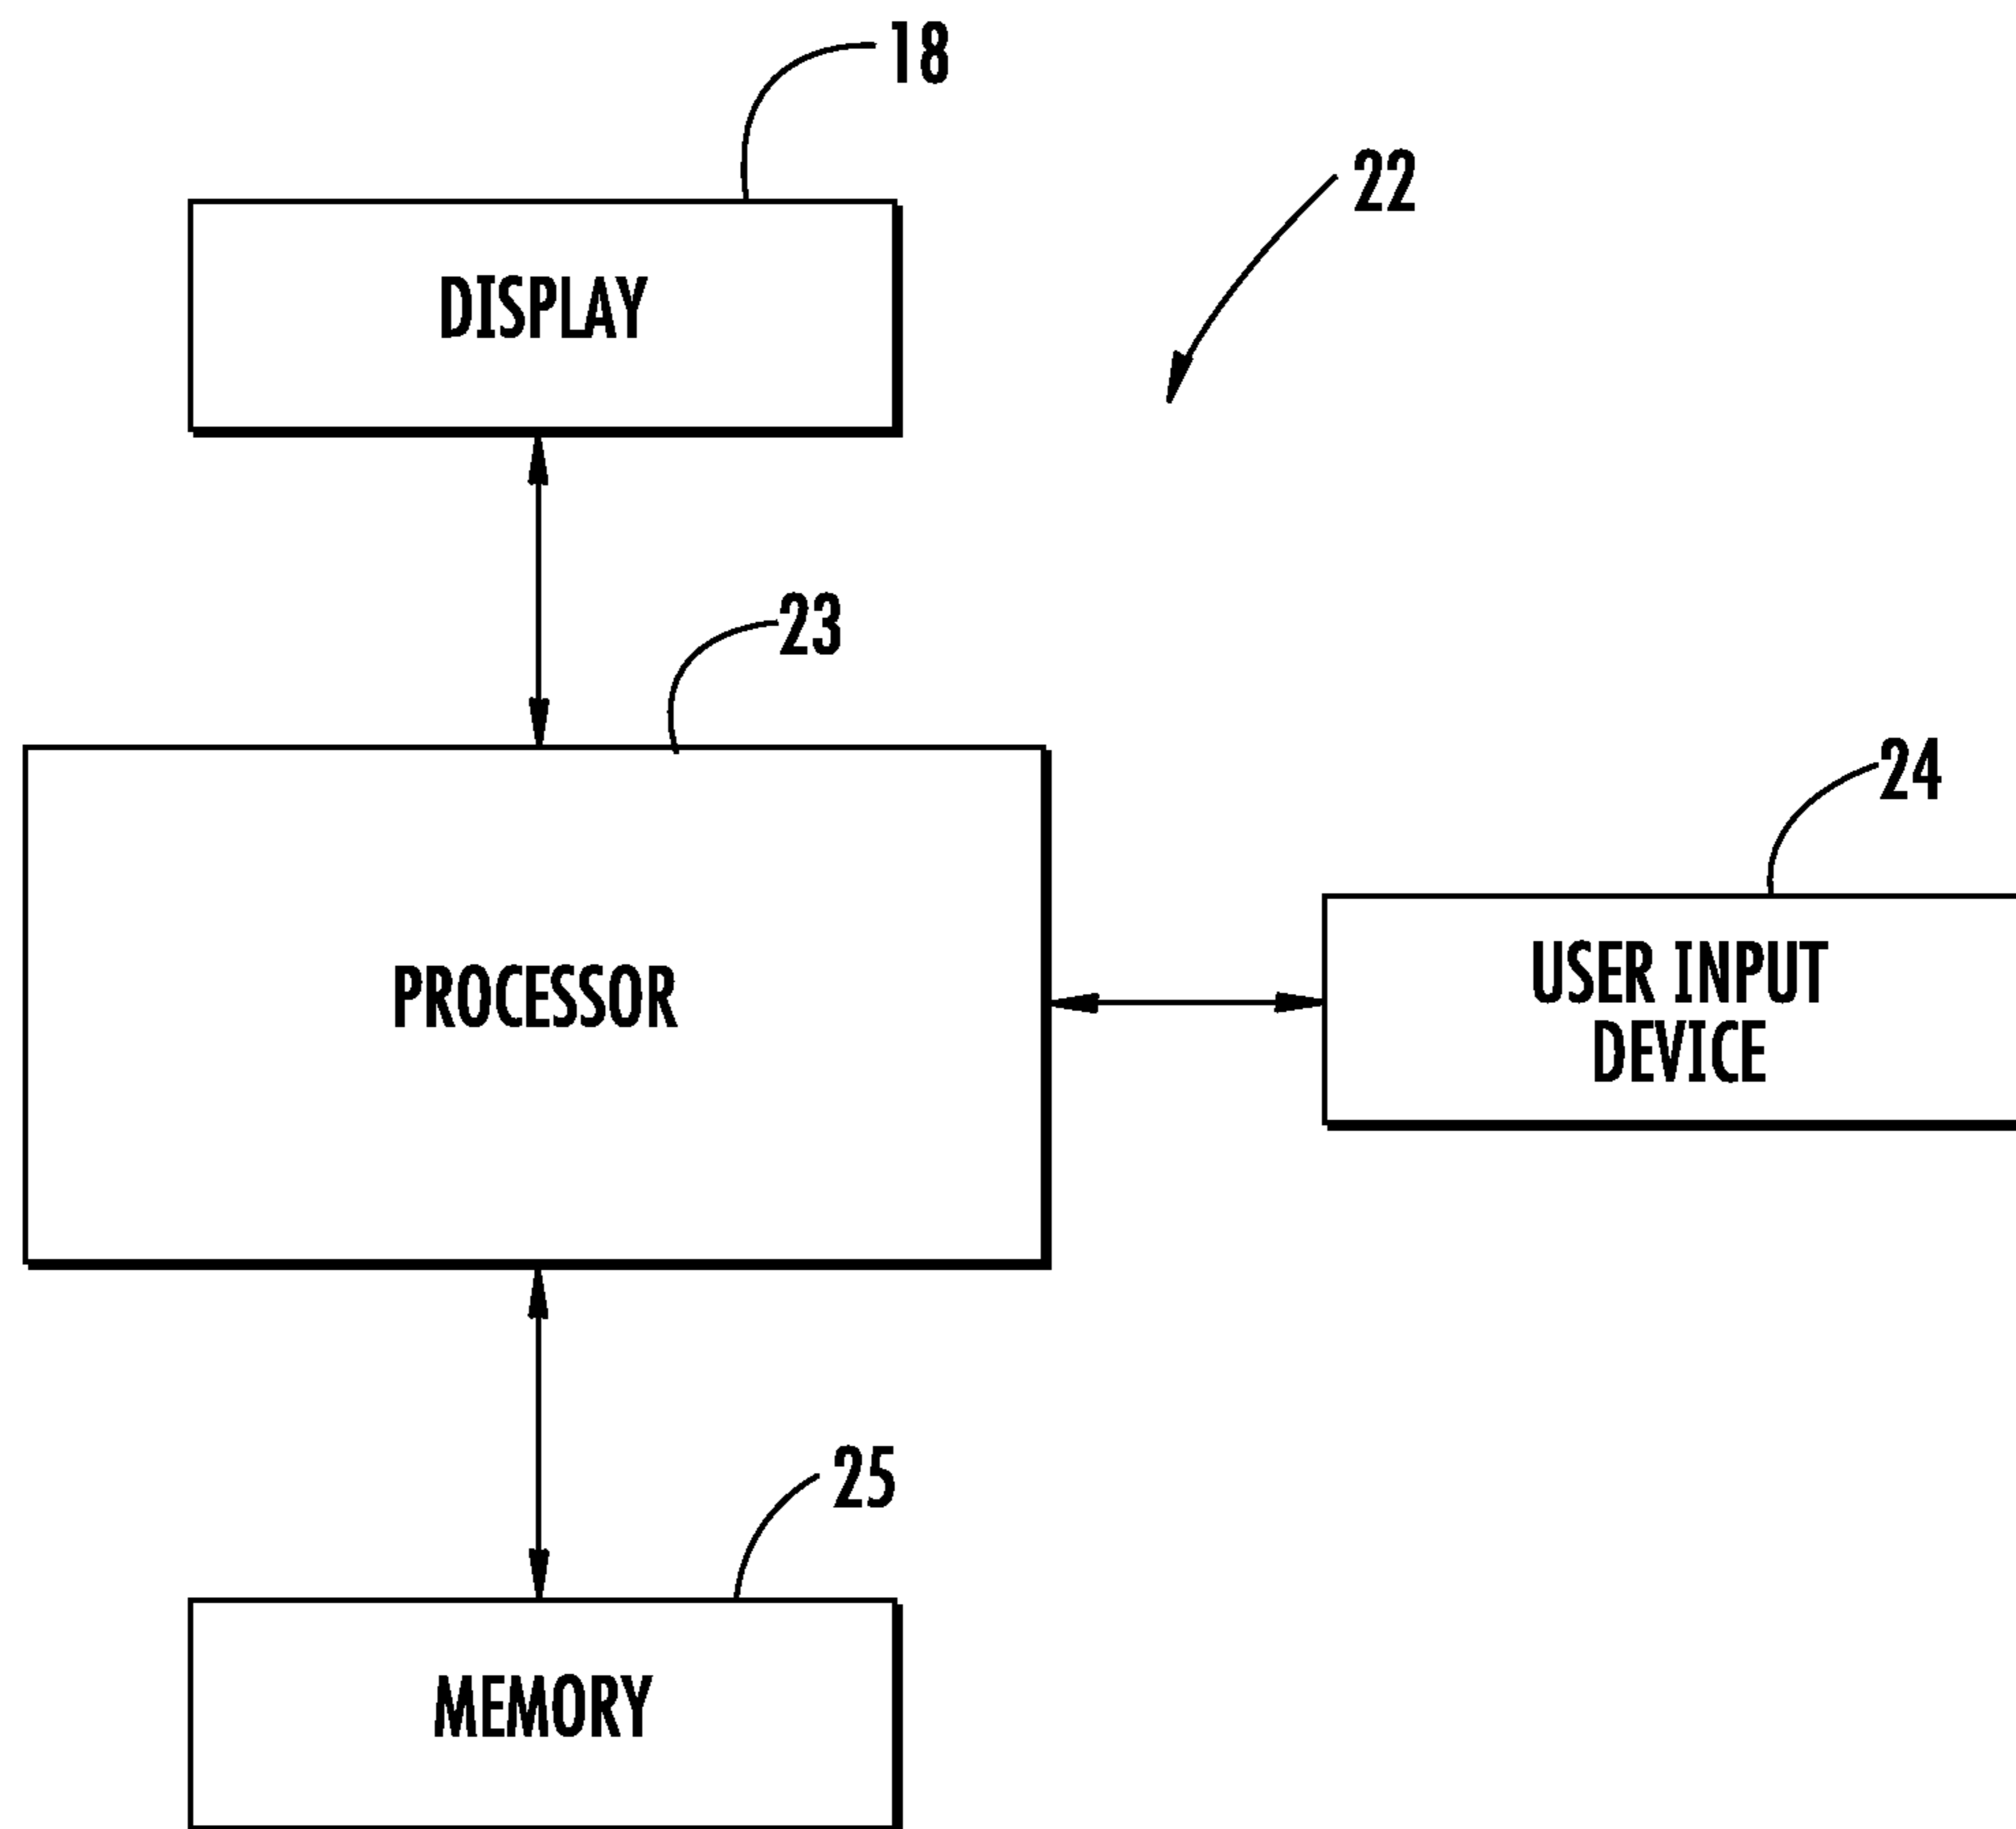 18
22
DISPLAY
23
24
PROCESSOR
USER INPUT
DEVICE
25
MEMORY